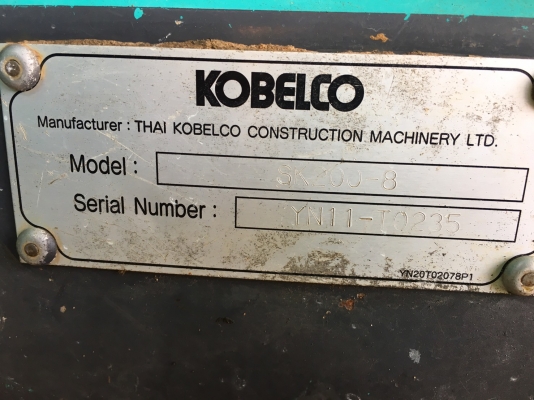 KOBELCO
Manufacturer : THAI KOBELCO CONSTRUCTION MACHINERY LTD.
Model : SK200-8
Serial Number : YN11-T0235
YN20T02078P1